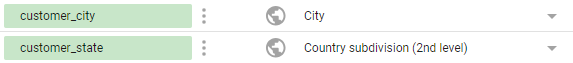 customer_city City
customer_state Country subdivision (2nd level)